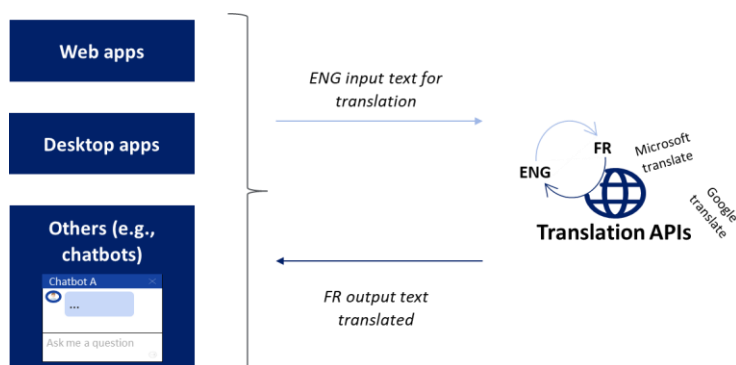 Web apps
Desktop apps
Others (e.g.,
chatbots)
Chatbot A
...
Ask me a question
ENG input text for
translation
FR output text
translated
FR
ENG
Microsoft
translate
Google
translate
Translation APIs